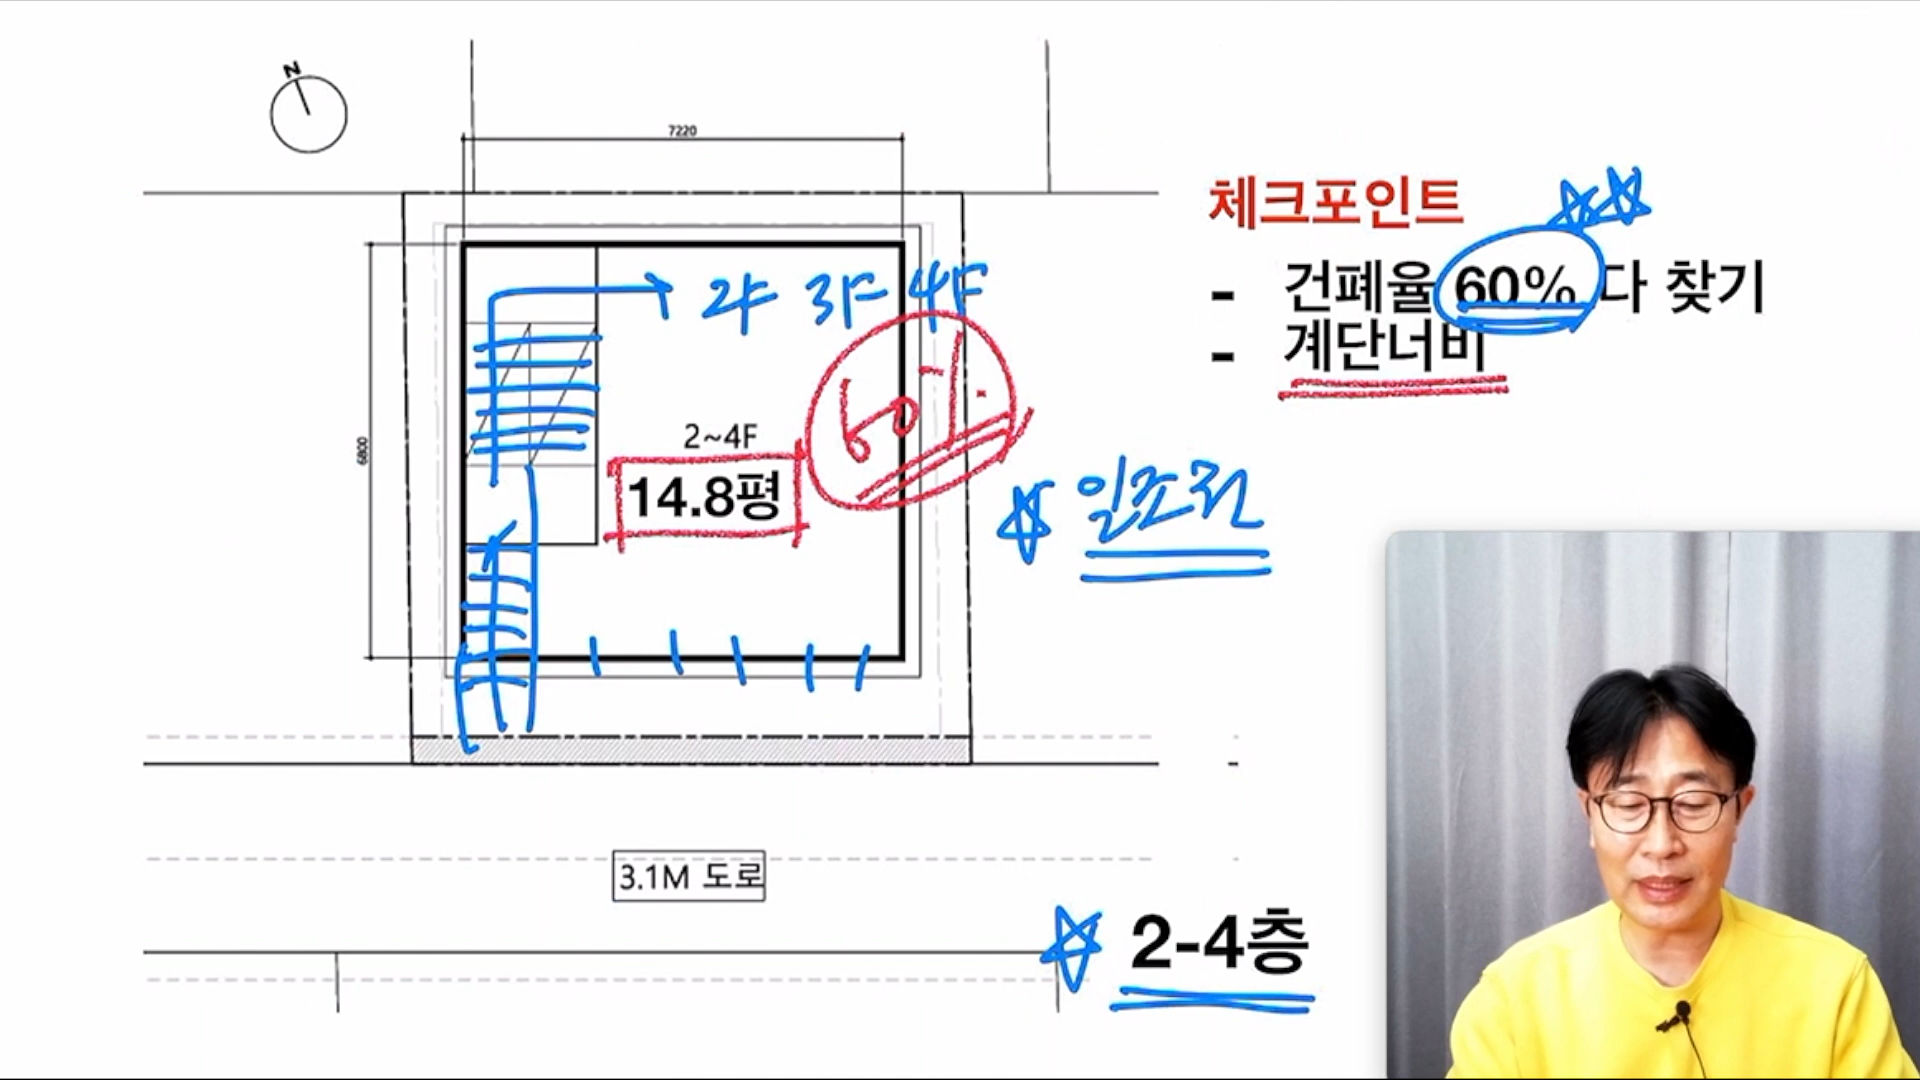 N
7220
체크포인트
- 건폐율 60% 다 찾기
- 계단너비
2F 3F 4F
60%
6800
2~4F
14.8평
일조권
3.1M 도로
2-4층